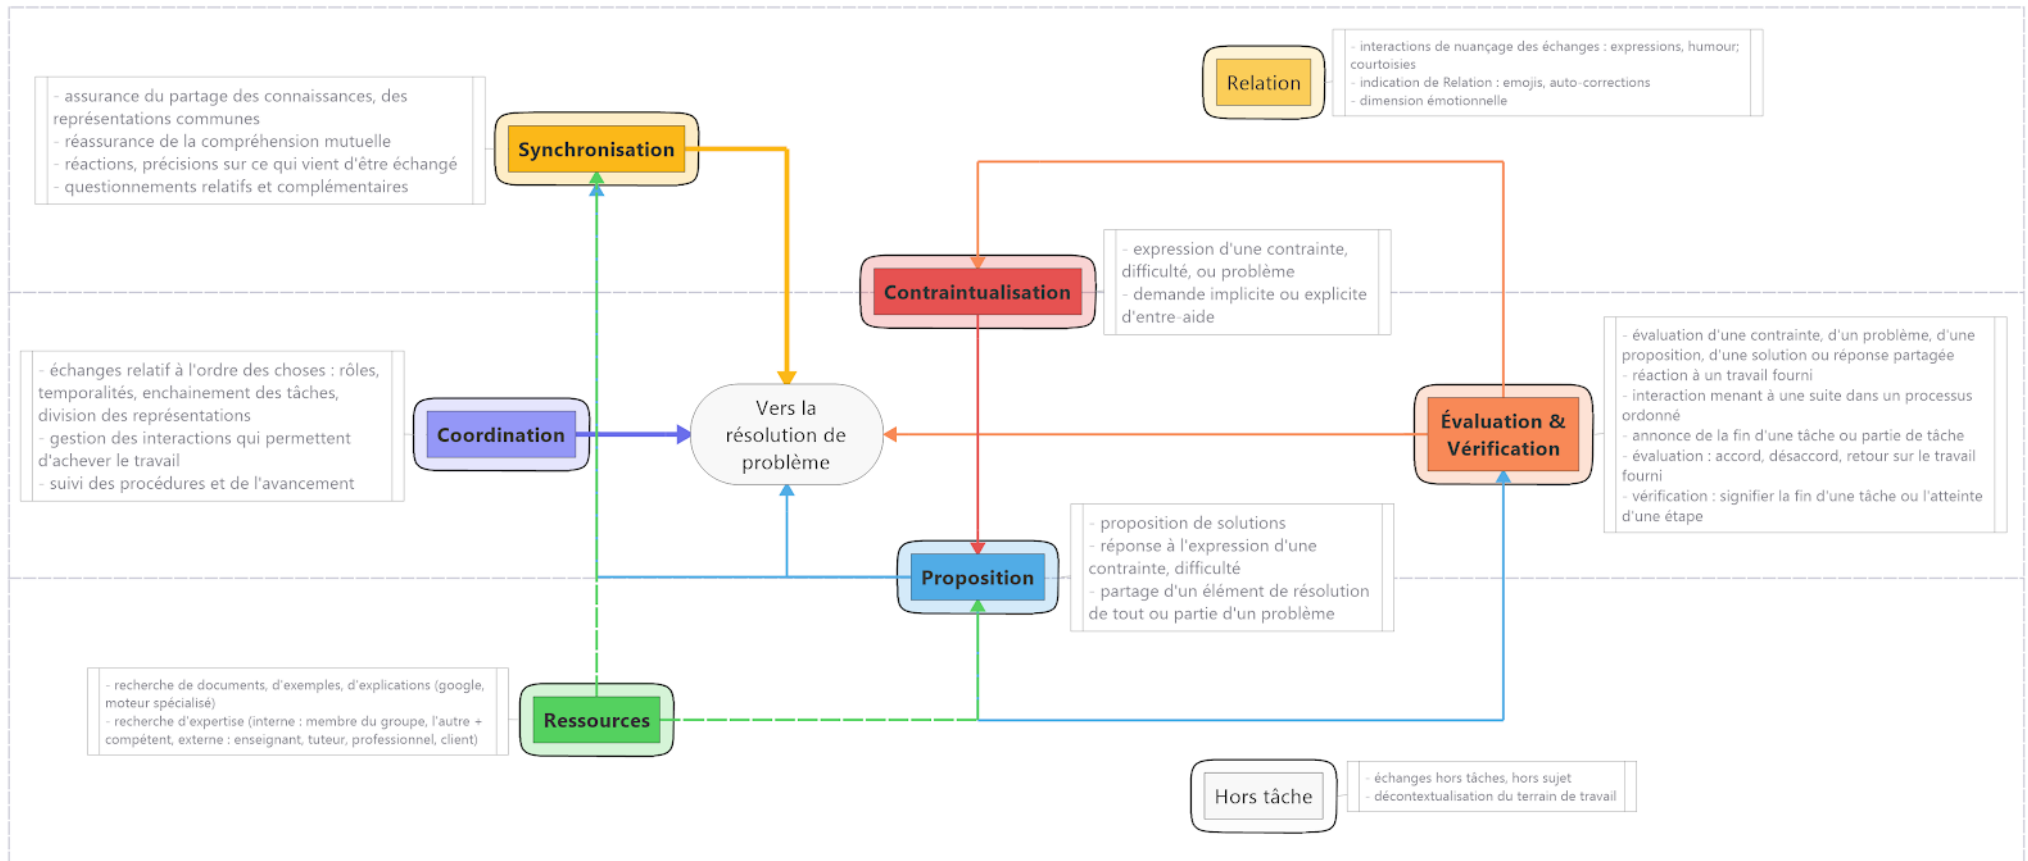 - interactions de nuançage des échanges : expressions, humour;
courtoisies
- indication de Relation : emojis, auto-corrections
- dimension émotionnelle
Relation
- assurance du partage des connaissances, des
représentations communes
- réassurance de la compréhension mutuelle
- réactions, précisions sur ce qui vient d'être échangé
- questionnements relatifs et complémentaires
Synchronisation
- expression d'une contrainte,
difficulté, ou problème
- demande implicite ou explicite
d'entre-aide
Contraintualisation
- échanges relatif à l'ordre des choses : rôles,
temporalités, enchainement des tâches,
division des représentations
- gestion des interactions qui permettent
d'achever le travail
- suivi des procédures et de l'avancement
Coordination
Vers la
résolution de
problème
Évaluation &
Vérification
- évaluation d'une contrainte, d'un problème, d'une
proposition, d'une solution ou réponse partagée
- réaction à un travail fourni
- interaction menant à une suite dans un processus
ordonné
- annonce de la fin d'une tâche ou partie de tâche
- évaluation : accord, désaccord, retour sur le travail
fourni
- vérification : signifier la fin d'une tâche ou l'atteinte
d'une étape
Proposition
- proposition de solutions
- réponse à l'expression d'une
contrainte, difficulté
- partage d'un élément de résolution
de tout ou partie d'un problème
- recherche de documents, d'exemples, d'explications (google,
moteur spécialisé)
- recherche d'expertise (interne : membre du groupe, l'autre +
compétent, externe : enseignant, tuteur, professionnel, client)
Ressources
Hors tâche
- échanges hors tâches, hors sujet
- décontextualisation du terrain de travail